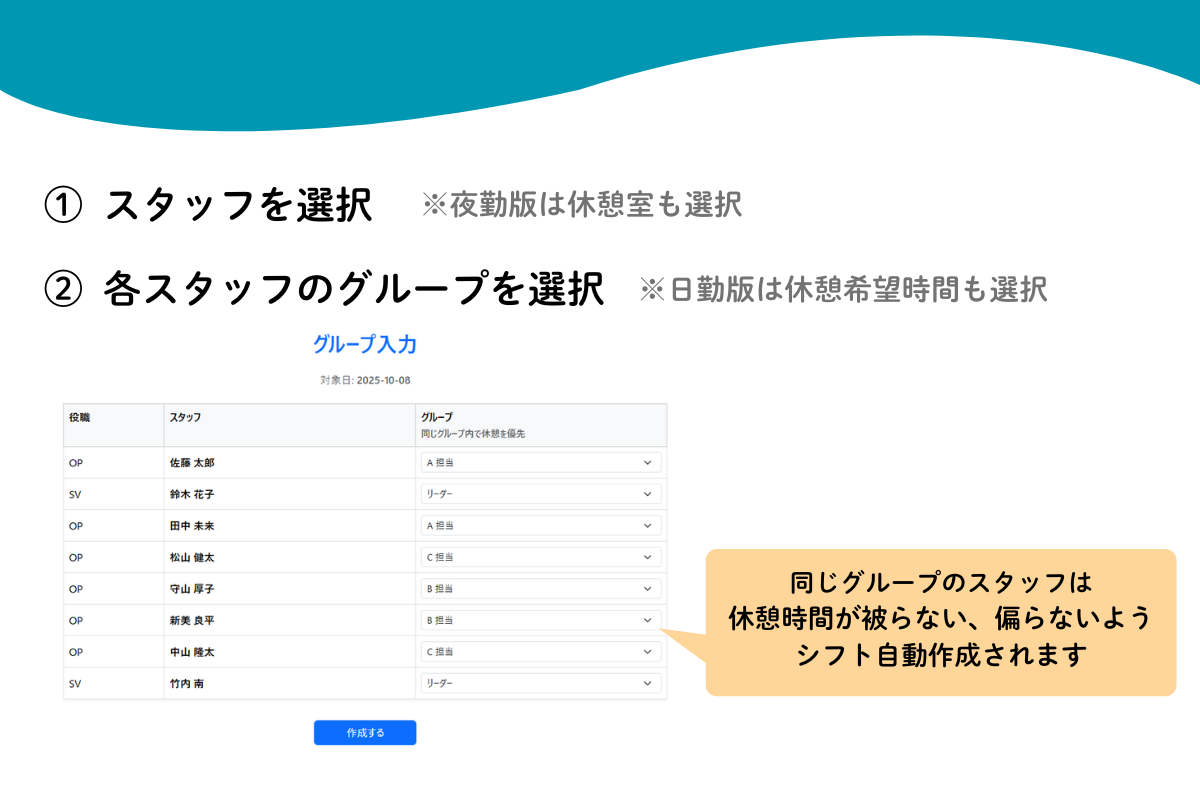 ① スタッフを選択 ※夜勤版は休憩室も選択
② 各スタッフのグループを選択 ※日勤版は休憩希望時間も選択
グループ入力
対象日: 2025-10-08
役職 スタッフ グループ
同じグループ内で休憩を優先
OP 佐藤 太郎 A 担当
SV 鈴木 花子 リーダー
OP 田中 未来 A 担当
OP 松山 健太 C 担当
OP 守山 厚子 B 担当
OP 新美 良平 B 担当
OP 中山 隆太 C 担当
SV 竹内 南 リーダー
同じグループのスタッフは
休憩時間が被らない、偏らないよう
シフト自動作成されます
作成する